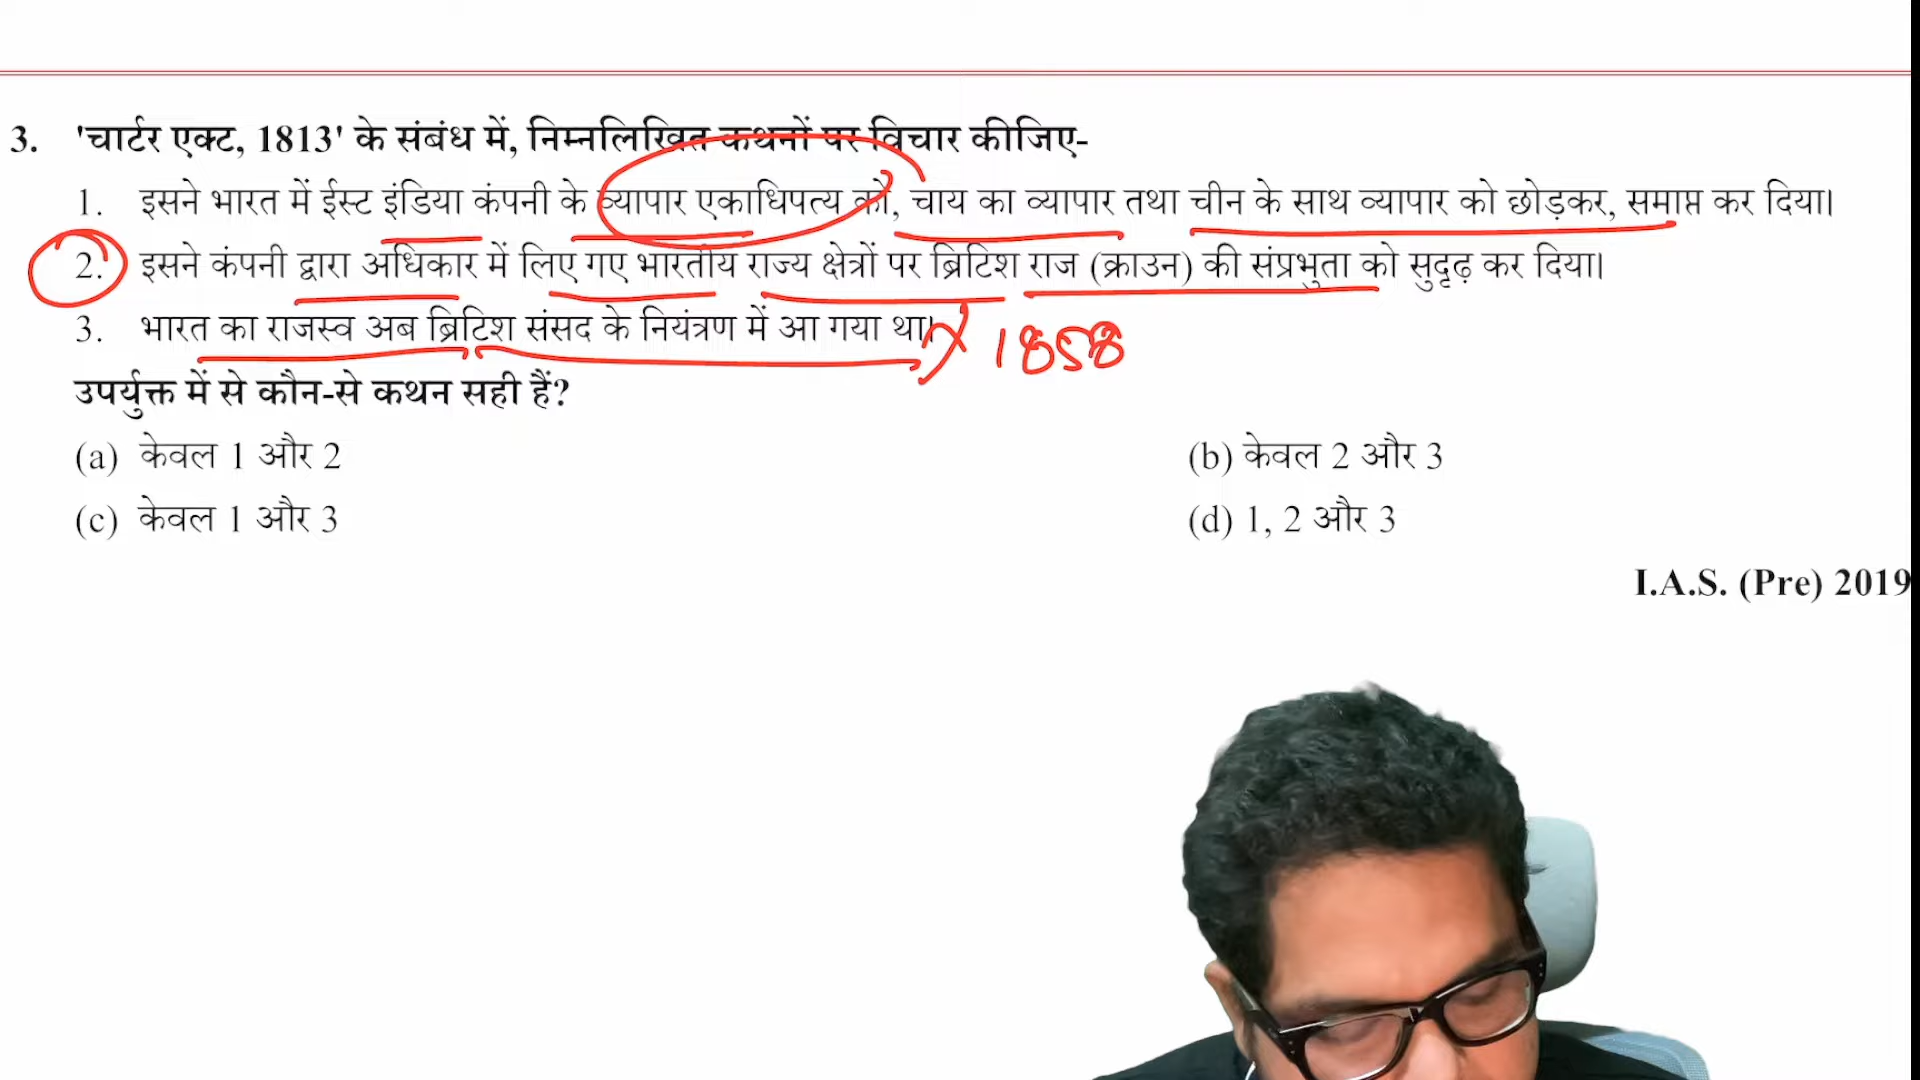 3. 'चार्टर एक्ट, 1813' के संबंध में, निम्नलिखित कथनों पर विचार कीजिए-
1. इसने भारत में ईस्ट इंडिया कंपनी के व्यापार एकाधिपत्य को, चाय का व्यापार तथा चीन के साथ व्यापार को छोड़कर, समाप्त कर दिया।
2. इसने कंपनी द्वारा अधिकार में लिए गए भारतीय राज्य क्षेत्रों पर ब्रिटिश राज (क्राउन) की संप्रभुता को सुदृढ़ कर दिया।
3. भारत का राजस्व अब ब्रिटिश संसद के नियंत्रण में आ गया था। 1858
उपर्युक्त में से कौन-से कथन सही हैं?
(a) केवल 1 और 2 (b) केवल 2 और 3
(c) केवल 1 और 3 (d) 1, 2 और 3
I.A.S. (Pre) 2019